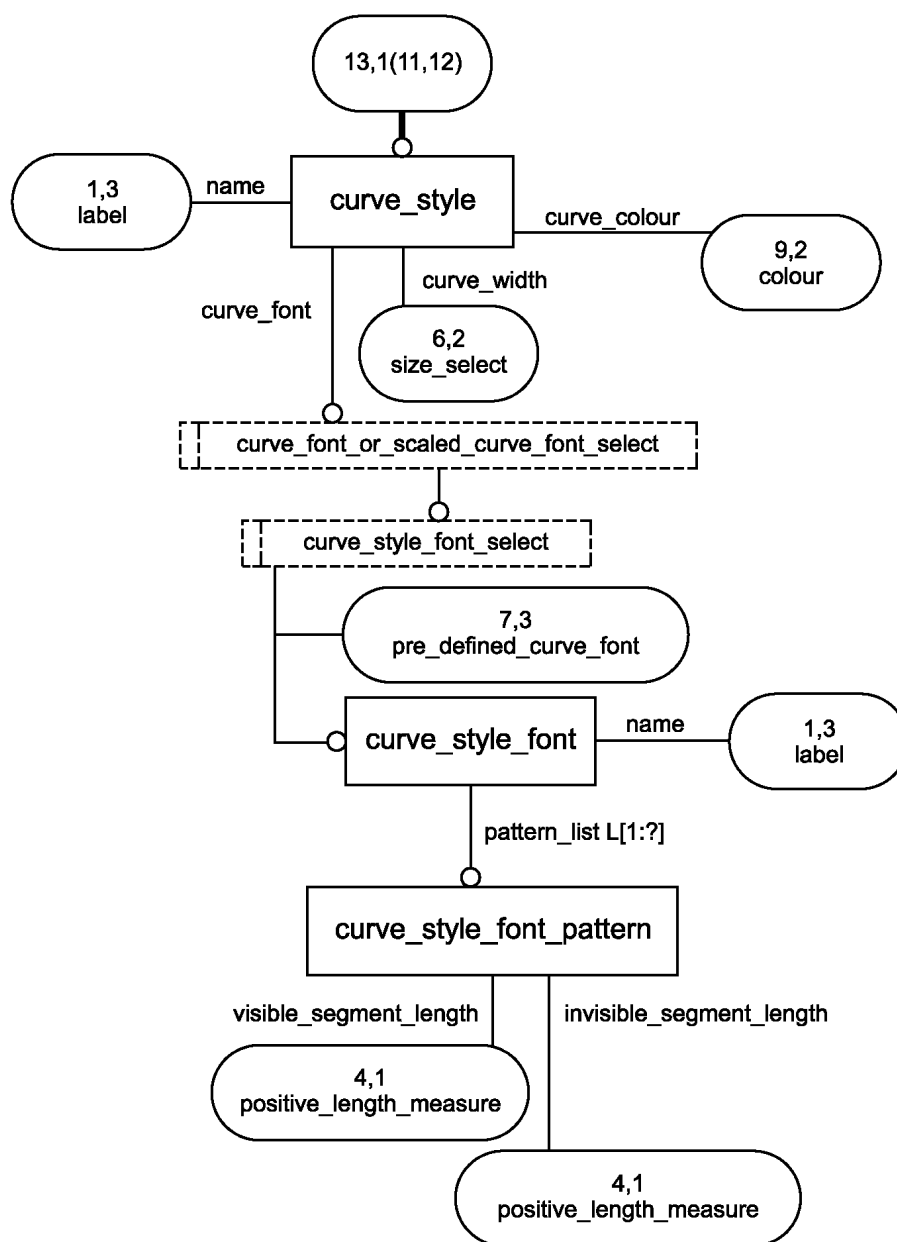 13,1(11,12)
1,3
label
name
curve_style
curve_colour
9,2
colour
curve_width
curve_font
6,2
size_select
curve_font_or_scaled_curve_font_select
curve_style_font_select
7,3
pre_defined_curve_font
curve_style_font
name
1,3
label
pattern_list L[1:?]
curve_style_font_pattern
visible_segment_length
invisible_segment_length
4,1
positive_length_measure
4,1
positive_length_measure